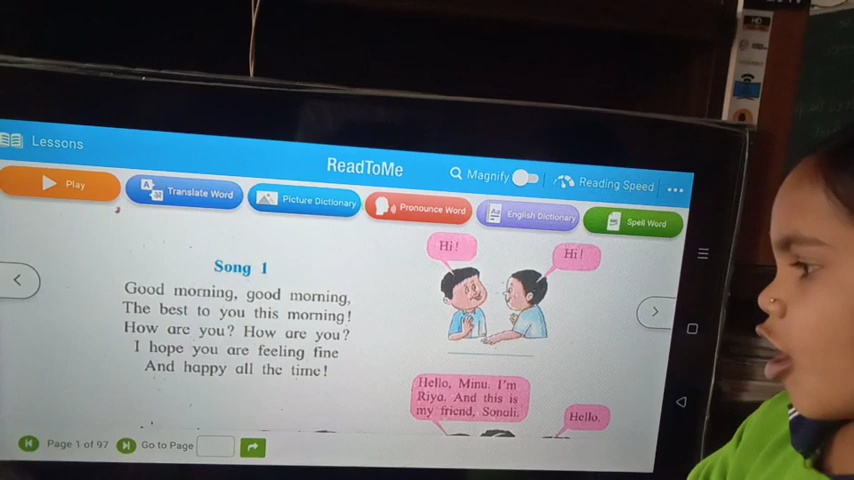 Lessons
ReadToMe
Magnify
Reading Speed
Play
Translate Word
Picture Dictionary
Pronounce Word
English Dictionary
Spell Word
Song 1
Good morning, good morning,
The best to you this morning!
How are you? How are you?
I hope you are feeling fine
And happy all the time!
Hi!
Hi!
Hello, Minu. I'm
Riya. And this is
my friend, Sonali.
Hello,
Page 1 of 97
Go to Page